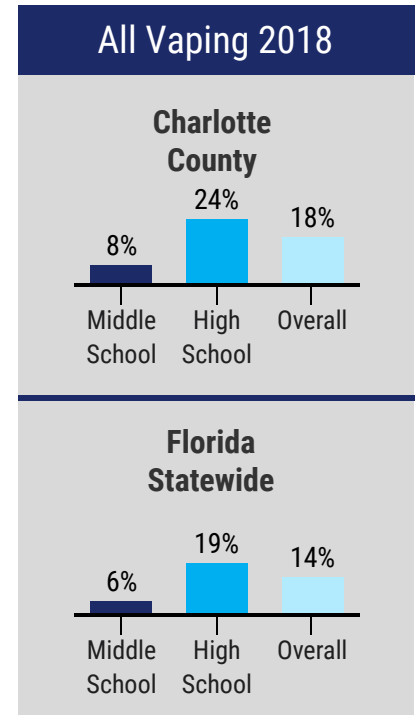 All Vaping 2018
Charlotte
County
24%
18%
8%
Middle High Overall
School School
Florida
Statewide
19%
14%
6%
Middle High Overall
School School